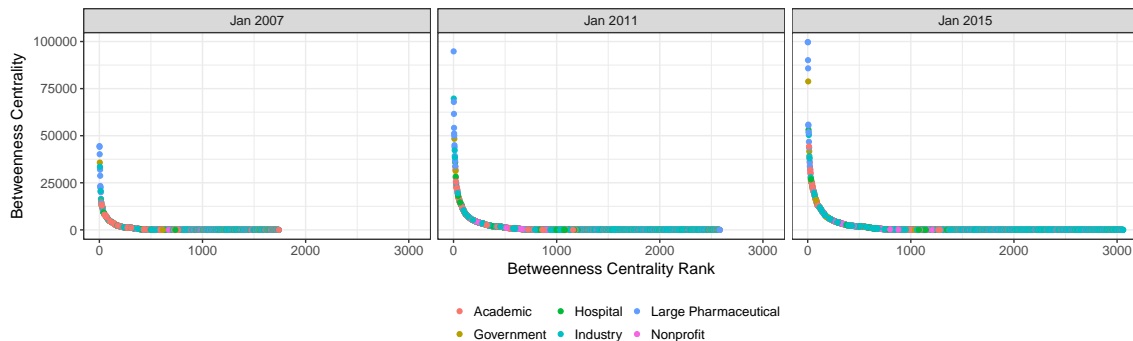 Jan 2007 Jan 2011 Jan 2015
100000
75000
50000
25000
0
0 1000 2000 3000 0 1000 2000 3000 0 1000 2000 3000
Betweenness Centrality
Betweenness Centrality Rank
Academic Hospital Large Pharmaceutical
Government Industry Nonprofit